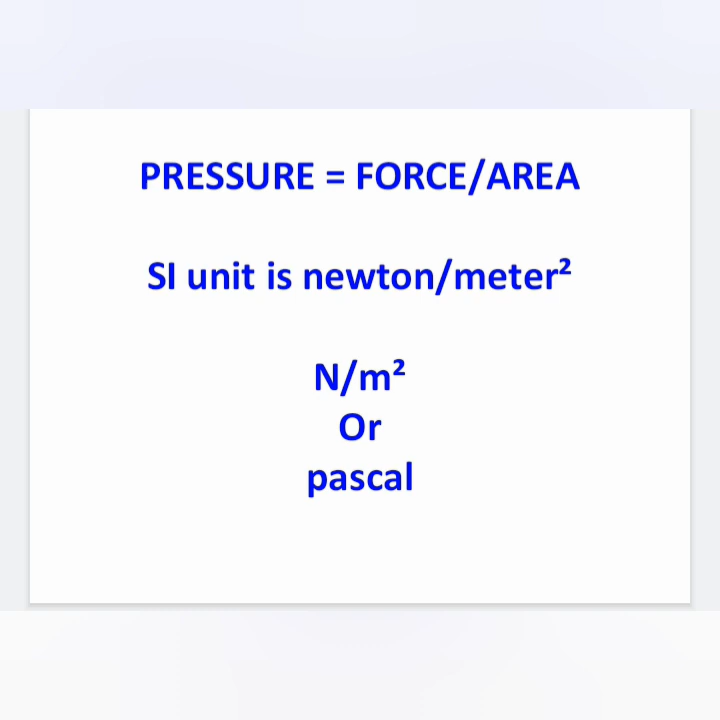 PRESSURE = FORCE/AREA
SI unit is newton/meter²
N/m²
Or
pascal